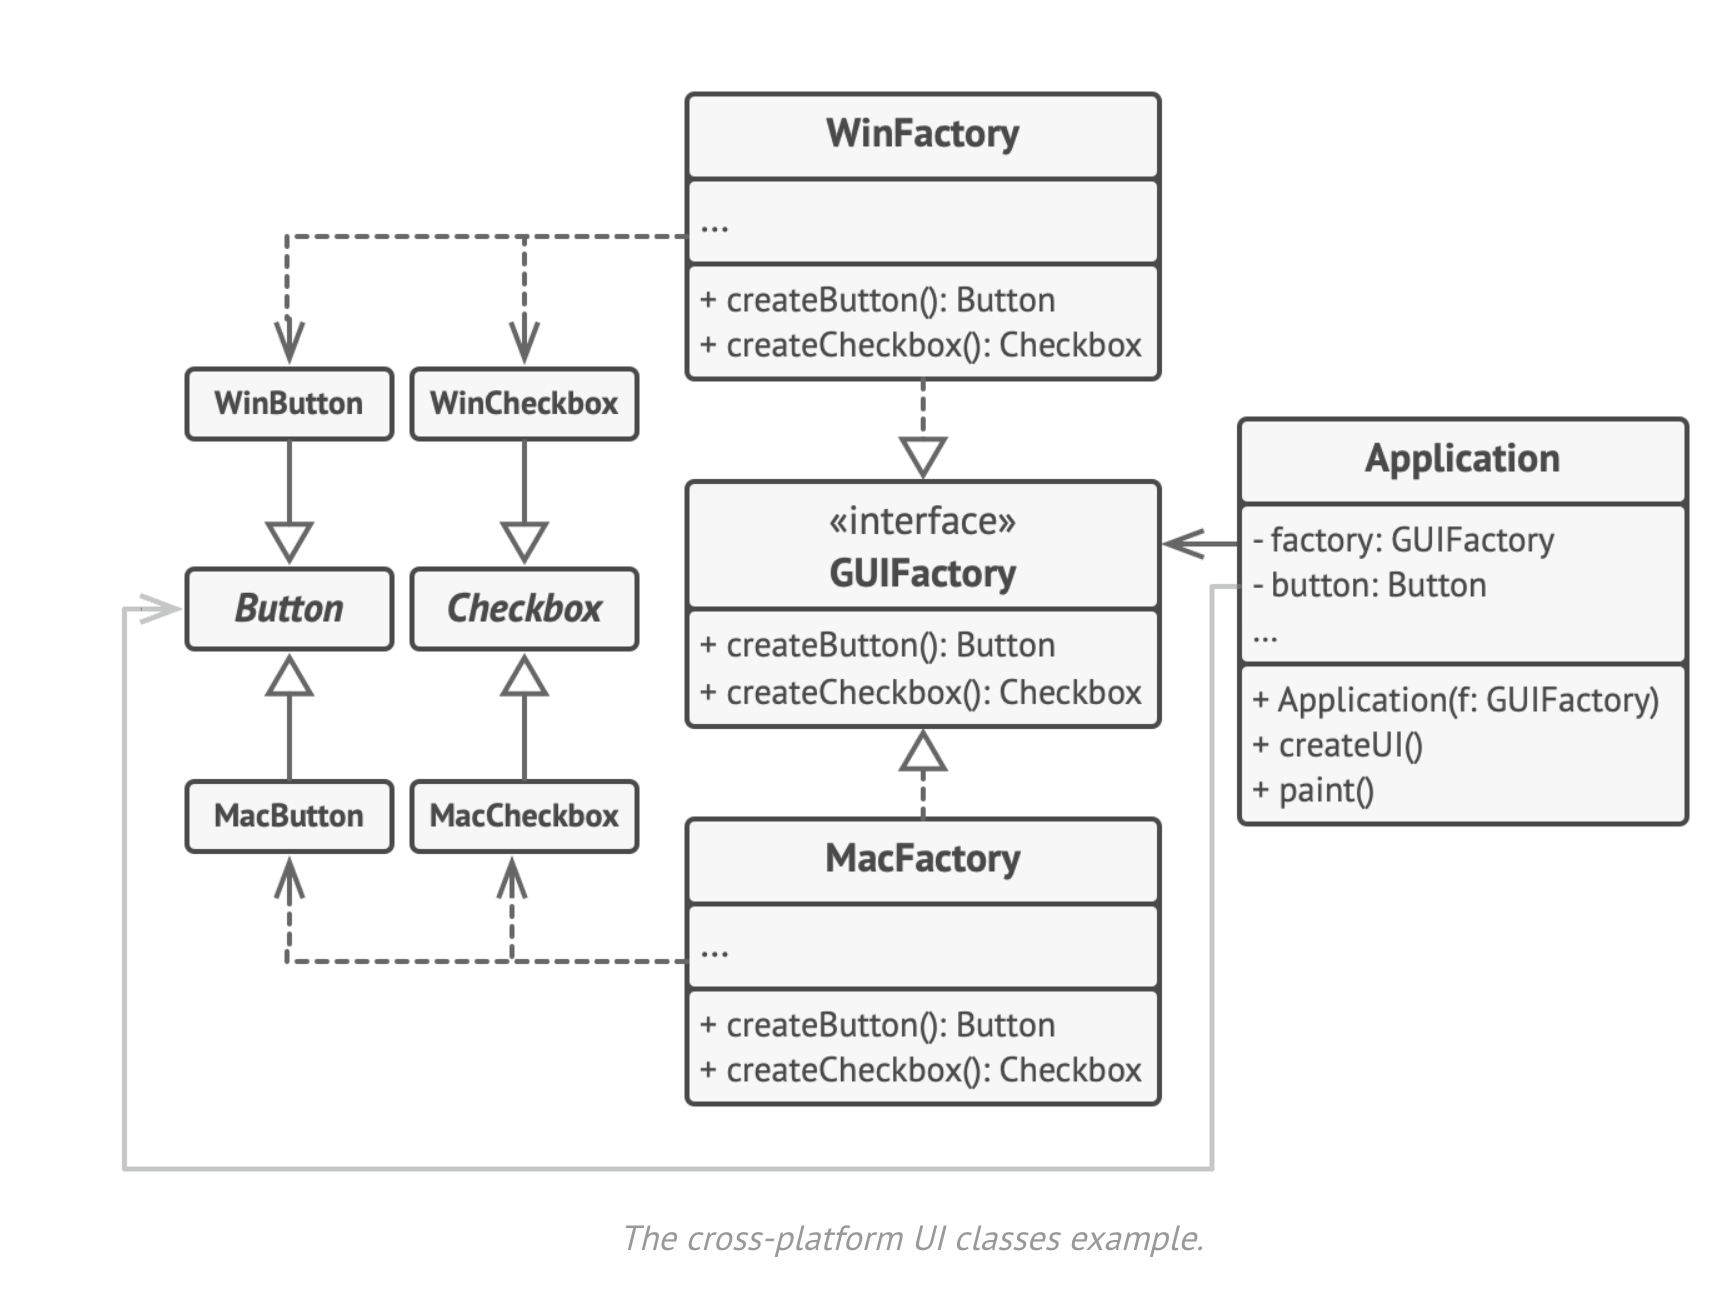 WinFactory
...
+ createButton(): Button
+ createCheckbox(): Checkbox
WinButton
WinCheckbox
Button
Checkbox
MacButton
MacCheckbox
«interface»
GUIFactory
+ createButton(): Button
+ createCheckbox(): Checkbox
Application
- factory: GUIFactory
- button: Button
...
+ Application(f: GUIFactory)
+ createUI()
+ paint()
MacFactory
...
+ createButton(): Button
+ createCheckbox(): Checkbox
The cross-platform UI classes example.